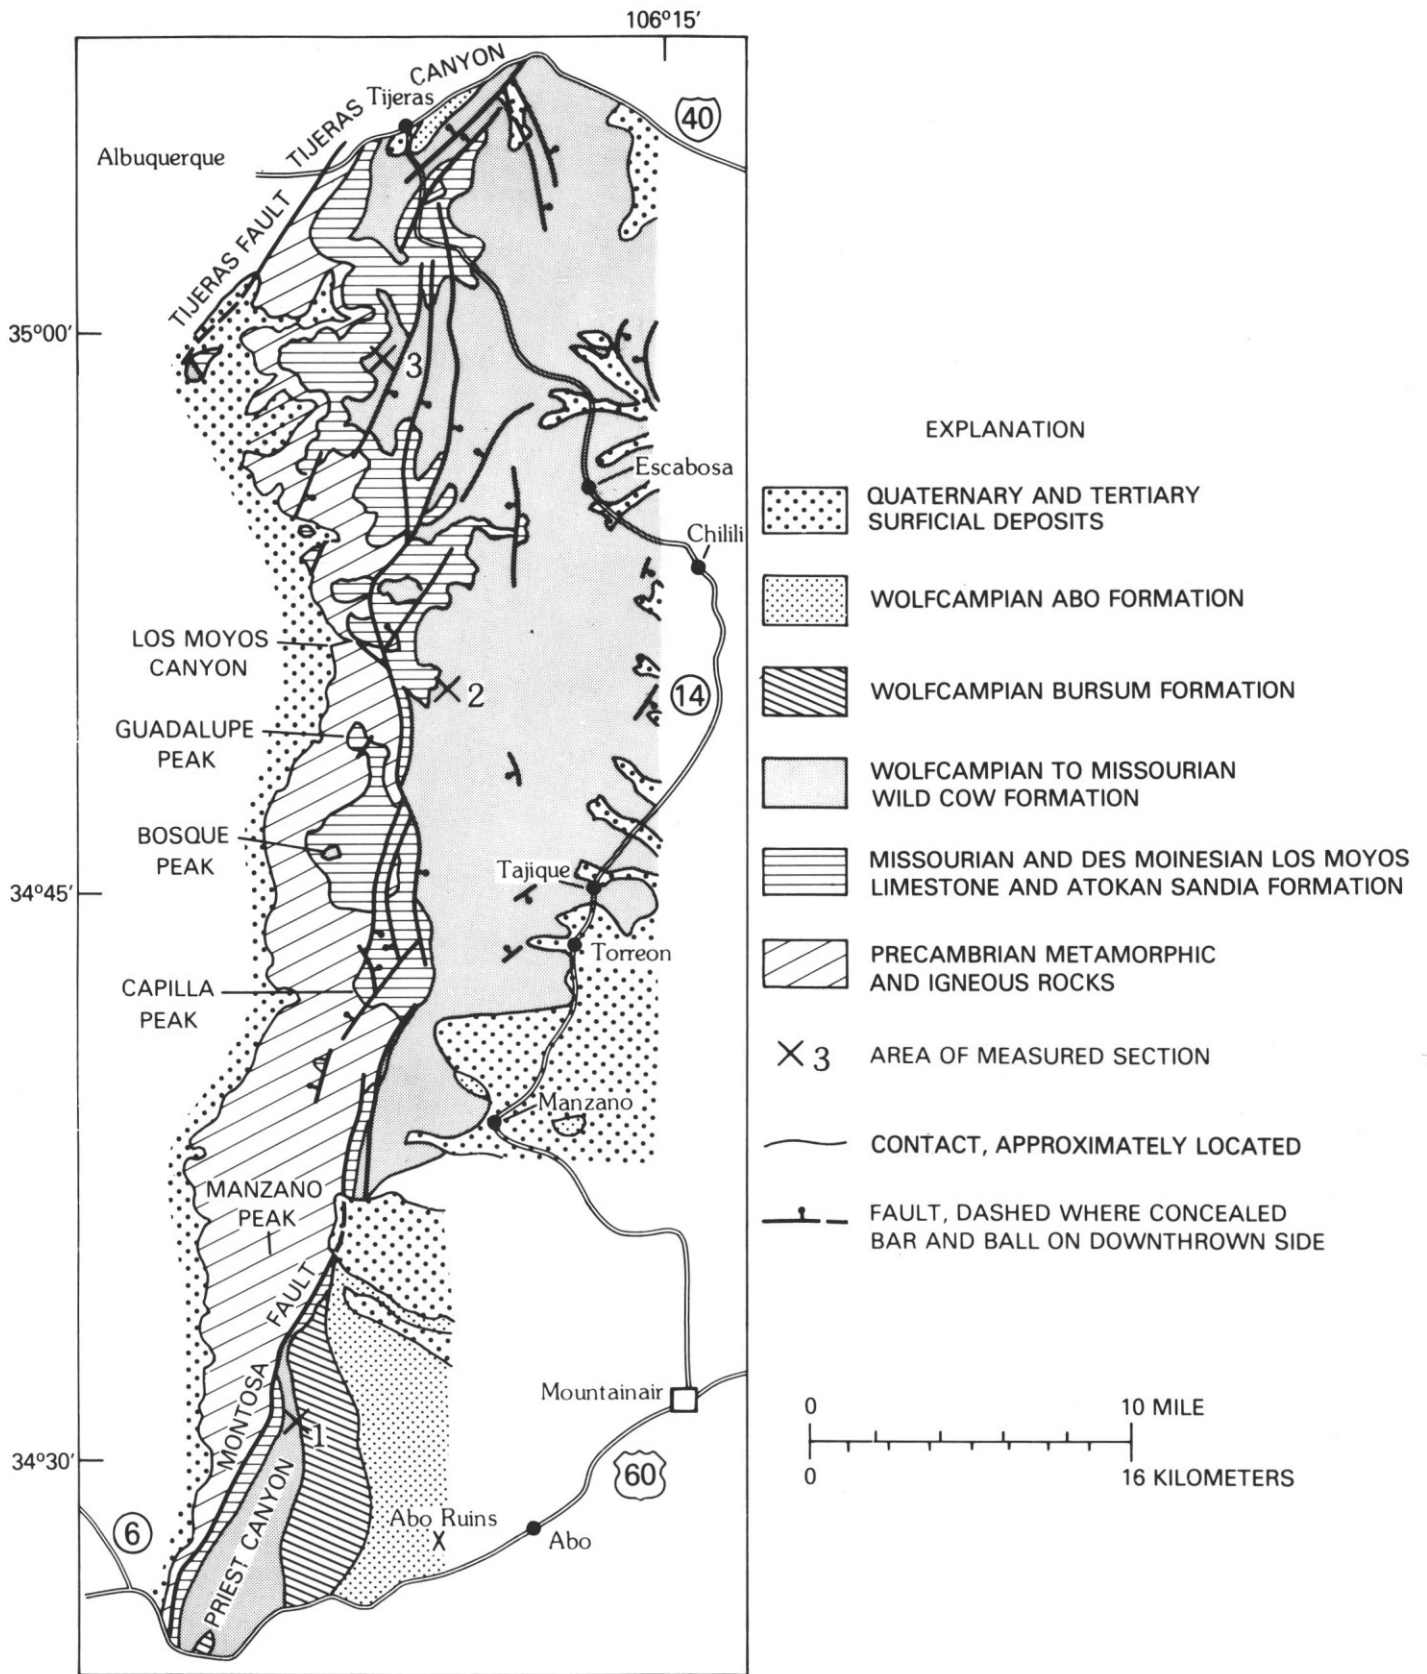 106°15'
TIJERAS CANYON
Tijeras
40
Albuquerque
TIJERAS FAULT
35°00'
3
EXPLANATION
Escabosa
QUATERNARY AND TERTIARY
SURFICIAL DEPOSITS
Chilili
WOLFCAMPIAN ABO FORMATION
LOS MOYOS
CANYON
2
14
WOLFCAMPIAN BURSUM FORMATION
GUADALUPE
PEAK
WOLFCAMPIAN TO MISSOURIAN
WILD COW FORMATION
BOSQUE
PEAK
Tajique
MISSOURIAN AND DES MOINESIAN LOS MOYOS
LIMESTONE AND ATOKAN SANDIA FORMATION
34°45'
Torreon
PRECAMBRIAN METAMORPHIC
AND IGNEOUS ROCKS
CAPILLA
PEAK
3 AREA OF MEASURED SECTION
Manzano
CONTACT, APPROXIMATELY LOCATED
MANZANO
PEAK
FAULT, DASHED WHERE CONCEALED
BAR AND BALL ON DOWNTHROWN SIDE
MONTOSA FAULT
Mountainair
0 10 MILE
0 16 KILOMETERS
1
34°30'
60
PRIEST CANYON
Abo Ruins
X
Abo
6